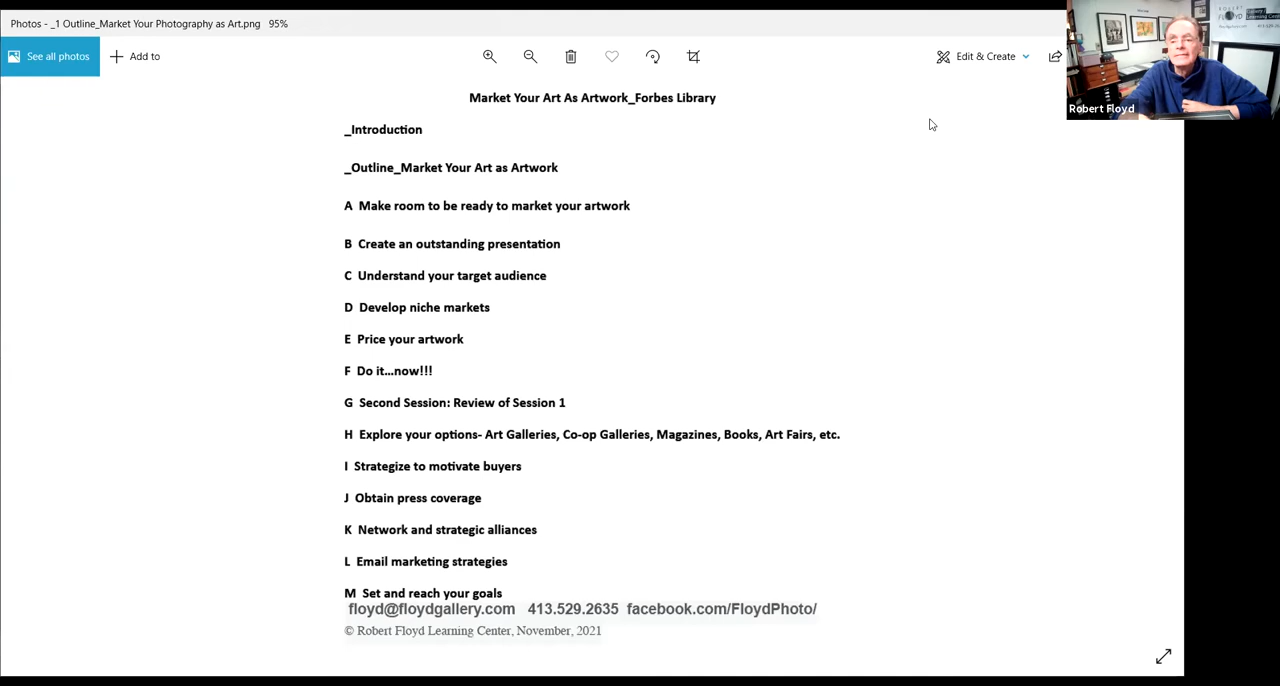 Photos - _1 Outline_Market Your Photography as Art.png 95%
See all photos
Add to
Edit & Create
Robert Floyd
Market Your Art As Artwork_Forbes Library
_Introduction
_Outline_Market Your Art as Artwork
A Make room to be ready to market your artwork
B Create an outstanding presentation
C Understand your target audience
D Develop niche markets
E Price your artwork
F Do it...now!!!
G Second Session: Review of Session 1
H Explore your options- Art Galleries, Co-op Galleries, Magazines, Books, Art Fairs, etc.
I Strategize to motivate buyers
J Obtain press coverage
K Network and strategic alliances
L Email marketing strategies
M Set and reach your goals
floyd@floydgallery.com 413.529.2635 facebook.com/FloydPhoto/
© Robert Floyd Learning Center, November, 2021